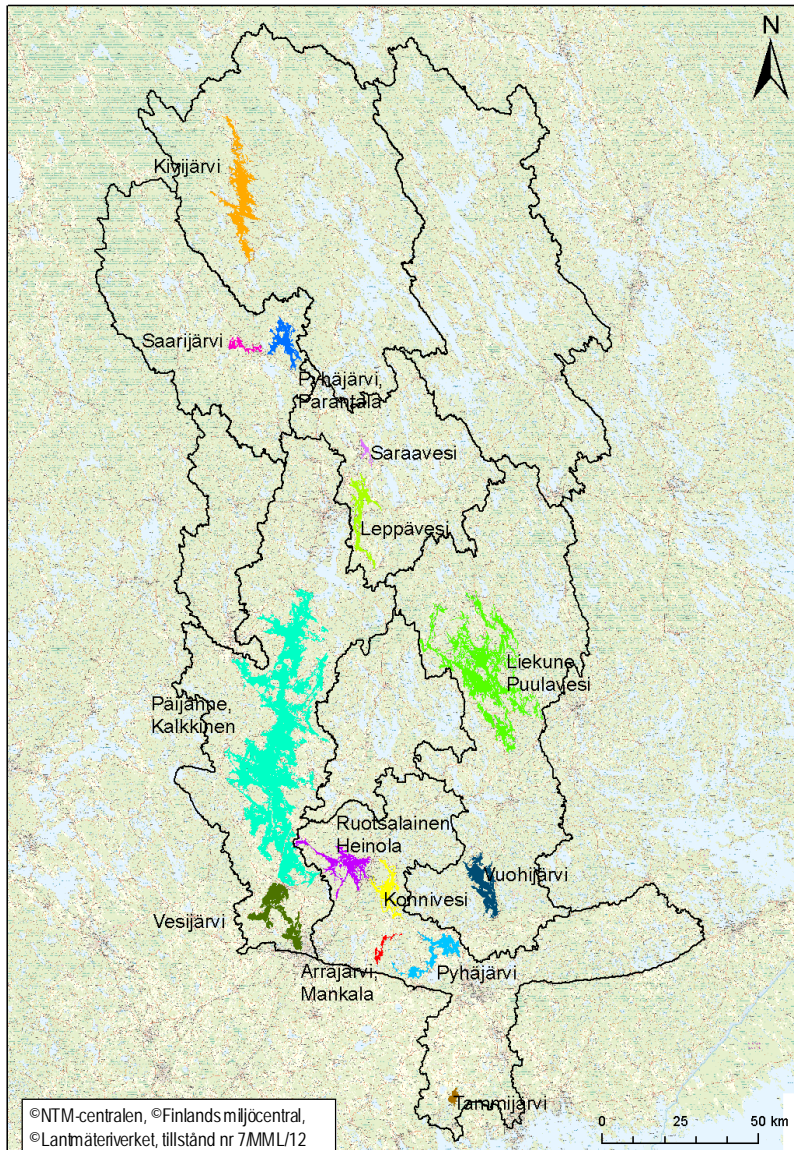 N
Kivijärvi
Saarijärvi
Pyhäjärvi,
Parantala
Saraavesi
Leppävesi
Liekune,
Puulavesi
Päijänne,
Kalkkinen
Ruotsalainen,
Heinola
Vuohijärvi
Konnivesi
Vesijärvi
Arrajärvi,
Mankala
Pyhäjärvi
Tammijärvi
©NTM-centralen, ©Finlands miljöcentral,
©Lantmäteriverket, tillstånd nr 7/MML/12
0 25 50 km